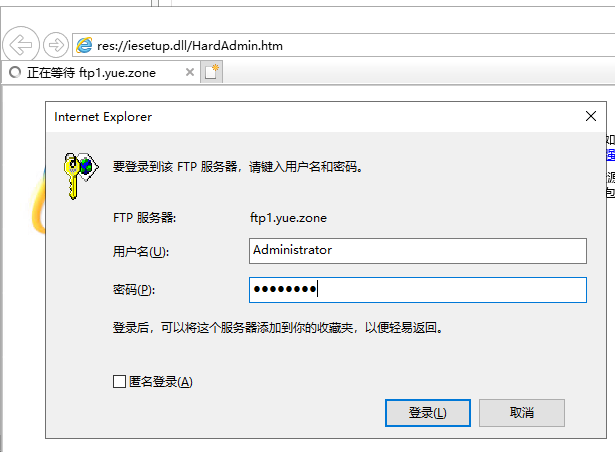 res://iesetup.dll/HardAdmin.htm
正在等待 ftp1.yue.zone
Internet Explorer
要登录到该 FTP 服务器，请键入用户名和密码。
FTP 服务器: ftp1.yue.zone
用户名(U): Administrator
密码(P): ●●●●●●●●
登录后，可以将这个服务器添加到你的收藏夹，以便轻易返回。
匿名登录(A)
登录(L) 取消
如
强
源
包